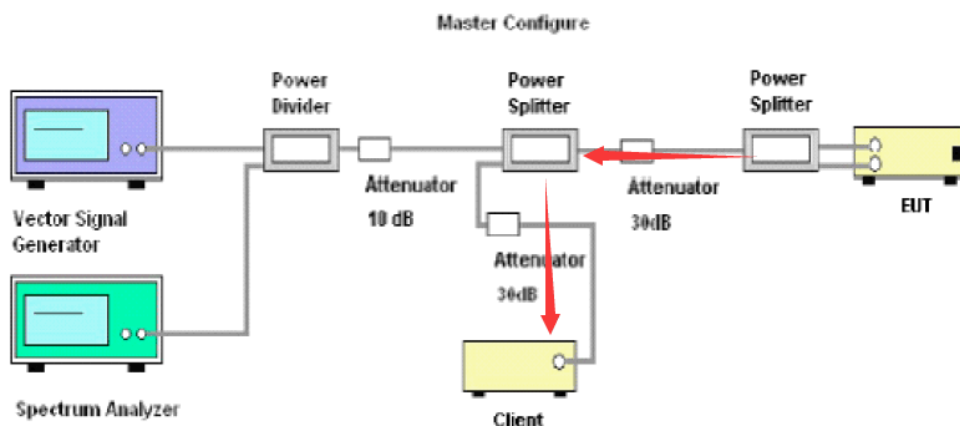 Master Configure
Power
Divider
Power
Splitter
Power
Splitter
Attenuator
10 dB
Attenuator
30dB
EUT
Vector Signal
Generator
Attenuator
30dB
Spectrum Analyzer
Client